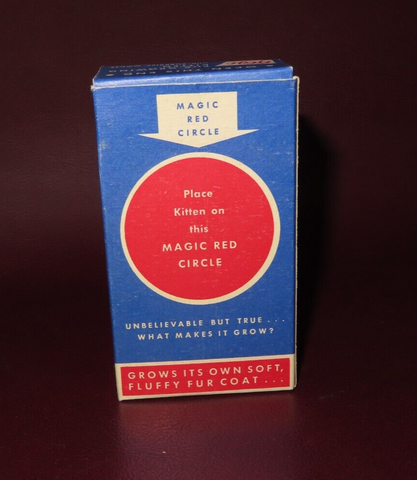 MAGIC
RED
CIRCLE
Place
Kitten on
this
MAGIC RED
CIRCLE
UNBELIEVABLE BUT TRUE...
WHAT MAKES IT GROW?
GROWS ITS OWN SOFT,
FLUFFY FUR COAT...